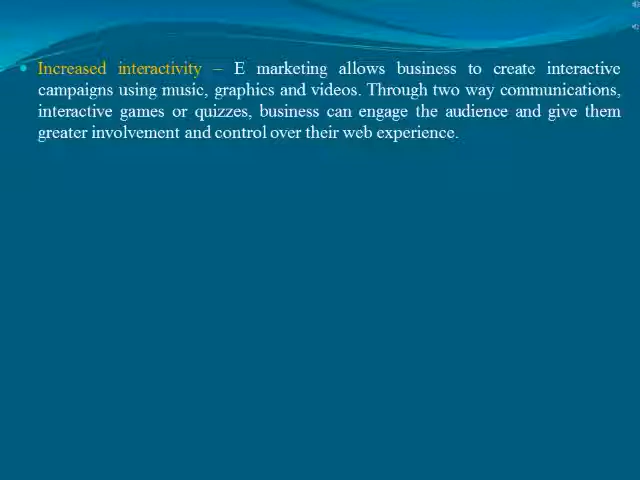 • Increased interactivity – E marketing allows business to create interactive
campaigns using music, graphics and videos. Through two way communications,
interactive games or quizzes, business can engage the audience and give them
greater involvement and control over their web experience.